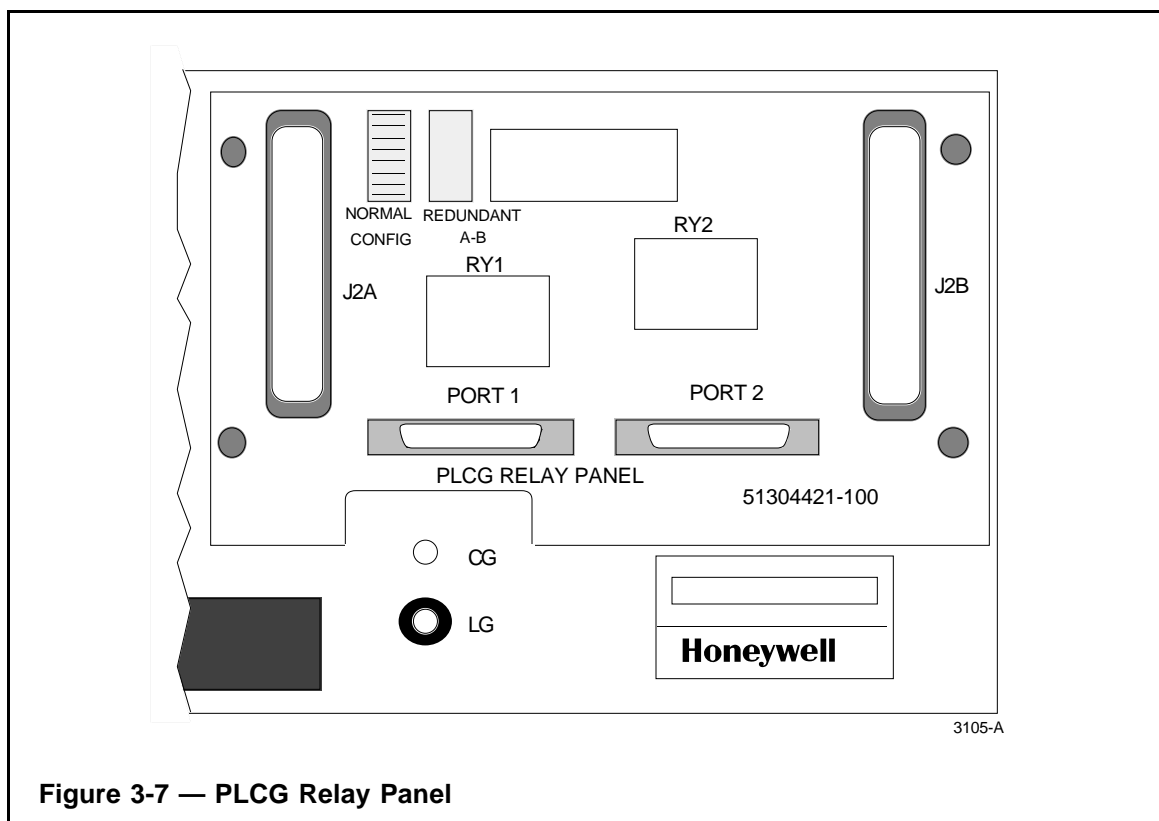 NORMAL REDUNDANT
CONFIG A-B
RY1
RY2
J2A
J2B
PORT 1
PORT 2
PLCG RELAY PANEL
51304421-100
CG
LG
Honeywell
3105-A
Figure 3-7 — PLCG Relay Panel